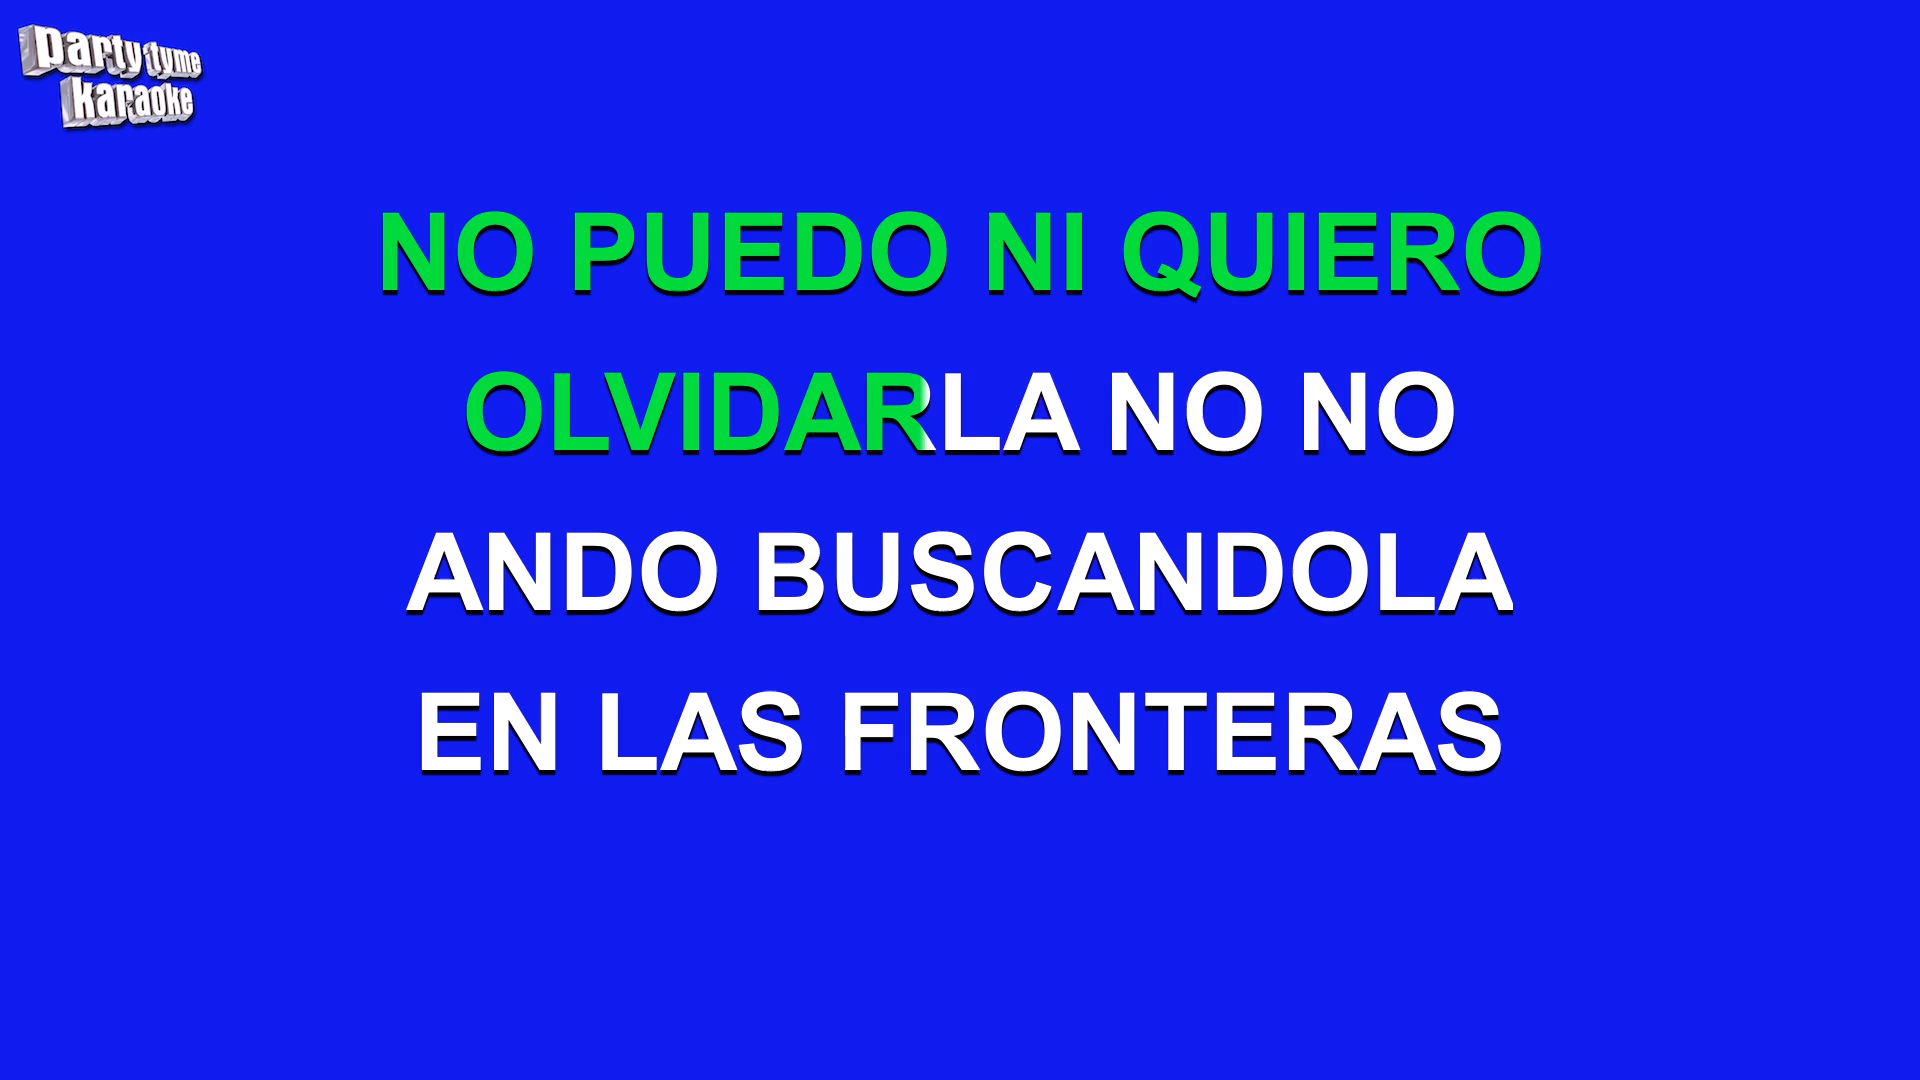 party tyme
karaoke
NO PUEDO NI QUIERO
OLVIDARLA NO NO
ANDO BUSCANDOLA
EN LAS FRONTERAS